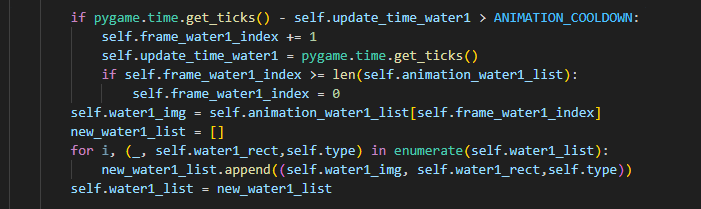 if pygame.time.get_ticks() - self.update_time_water1 > ANIMATION_COOLDOWN:
    self.frame_water1_index += 1
    self.update_time_water1 = pygame.time.get_ticks()
    if self.frame_water1_index >= len(self.animation_water1_list):
        self.frame_water1_index = 0
self.water1_img = self.animation_water1_list[self.frame_water1_index]
new_water1_list = []
for i, (_, self.water1_rect,self.type) in enumerate(self.water1_list):
    new_water1_list.append((self.water1_img, self.water1_rect,self.type))
self.water1_list = new_water1_list